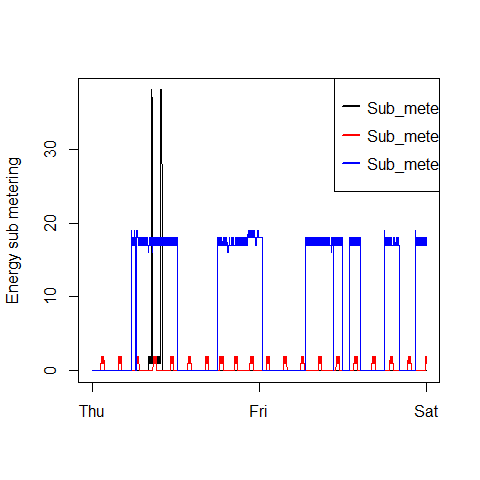 Energy sub metering
30
20
10
0
Thu
Fri
Sat
Sub_mete
Sub_mete
Sub_mete